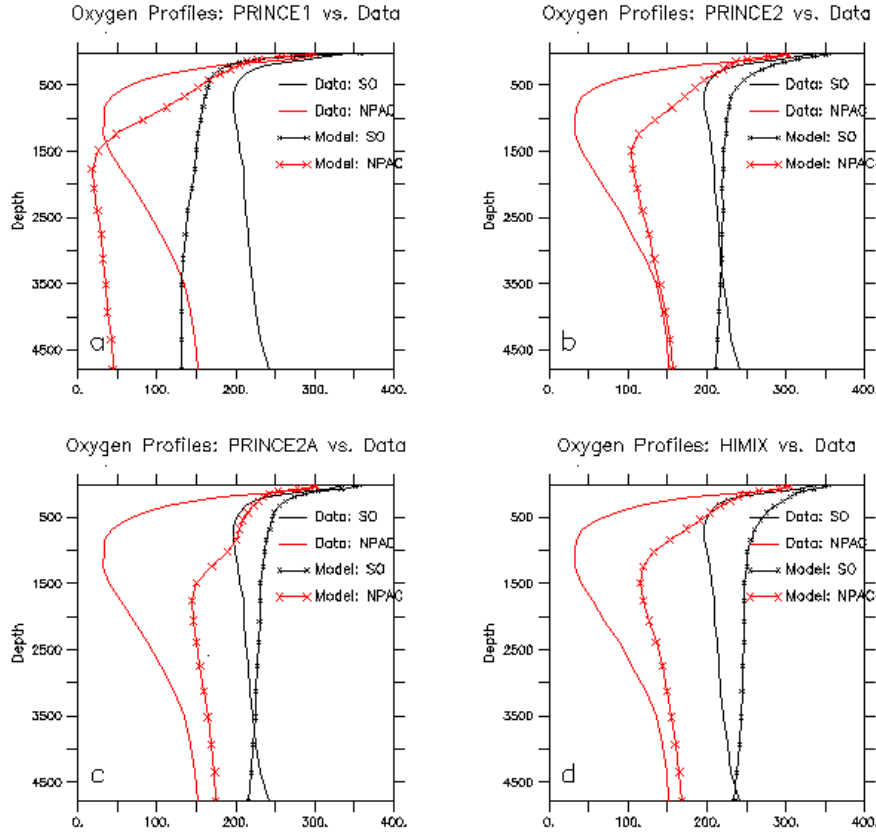 Oxygen Profiles: PRINCE1 vs. Data
500
1500
2500
3500
4500
Depth
Data: SO
Data: NPAC
Model: SO
Model: NPAC
a
0. 100. 200. 300. 400.
Oxygen Profiles: PRINCE2 vs. Data
500
1500
2500
3500
4500
Depth
Data: SO
Data: NPAC
Model: SO
Model: NPAC
b
0. 100. 200. 300. 400.
Oxygen Profiles: PRINCE2A vs. Data
500
1500
2500
3500
4500
Depth
Data: SO
Data: NPAC
Model: SO
Model: NPAC
c
0. 100. 200. 300. 400.
Oxygen Profiles: HIMIX vs. Data
500
1500
2500
3500
4500
Depth
Data: SO
Data: NPAC
Model: SO
Model: NPAC
d
0. 100. 200. 300. 400.